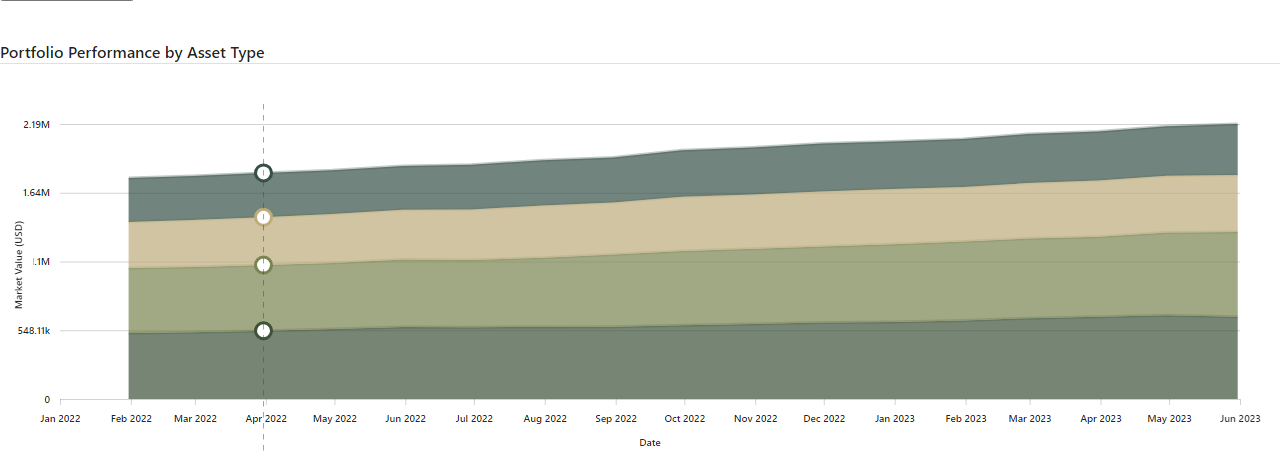 Portfolio Performance by Asset Type
2.19M
1.64M
1.1M
548.11k
0
Market Value (USD)
Jan 2022 Feb 2022 Mar 2022 Apr 2022 May 2022 Jun 2022 Jul 2022 Aug 2022 Sep 2022 Oct 2022 Nov 2022 Dec 2022 Jan 2023 Feb 2023 Mar 2023 Apr 2023 May 2023 Jun 2023
Date